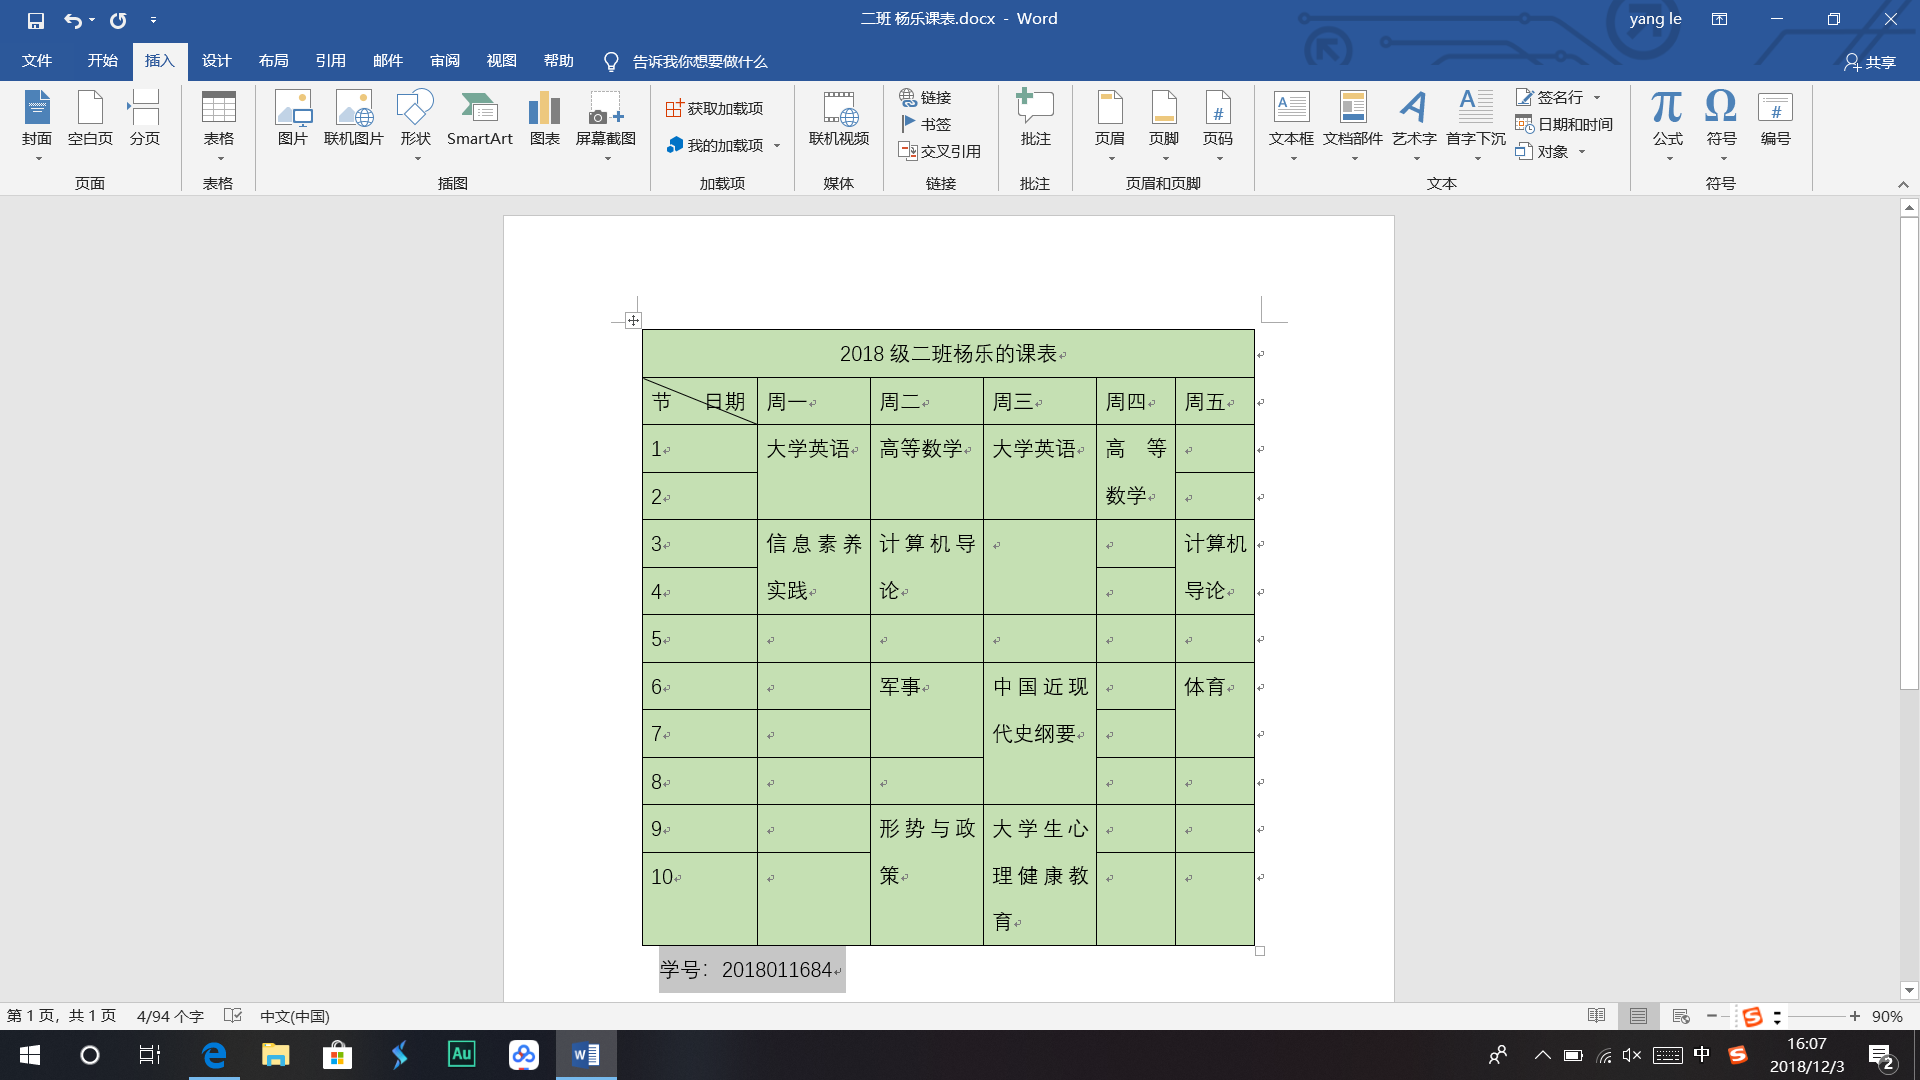 二班 杨乐课表.docx - Word
yang le
文件 开始 插入 设计 布局 引用 邮件 审阅 视图 帮助 告诉我你想要做什么 共享
封面 空白页 分页 表格 图片 联机图片 形状 SmartArt 图表 屏幕截图
获取加载项
我的加载项
联机视频
链接
书签
交叉引用
批注 页眉 页脚 页码 文本框 文档部件 艺术字 首字下沉
签名行
日期和时间
对象
公式 符号 编号
页面 表格 插图 加载项 媒体 链接 批注 页眉和页脚 文本 符号
2018 级二班杨乐的课表
节 日期 周一 周二 周三 周四 周五
1 大学英语 高等数学 大学英语 高 等
2 数学
3 信息素养 计算机导 计算机
4 实践 论 导论
5
6 军事 中国近现 体育
7 代史纲要
8
9 形势与政 大学生心
10 策 理健康教
育
学号：2018011684
第 1 页，共 1 页 4/94 个字 中文(中国) 90%
Au W 中 16:07
2018/12/3 2